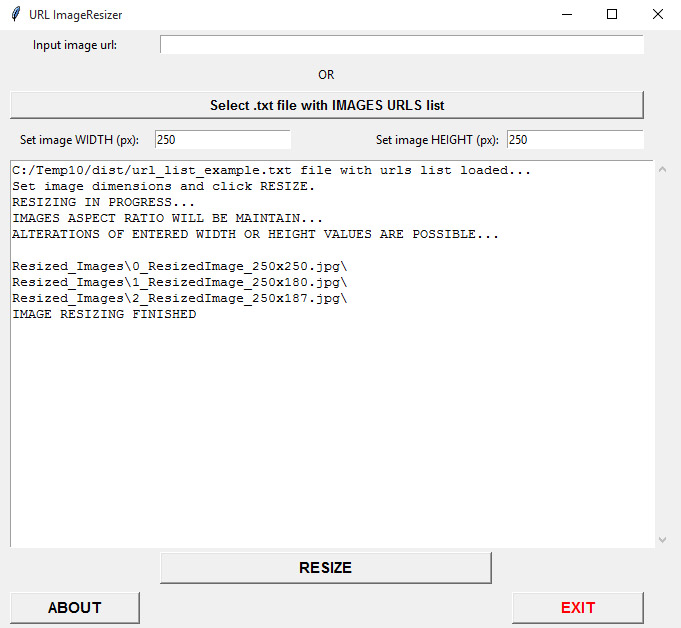 URL ImageResizer
Input image url:
OR
Select .txt file with IMAGES URLS list
Set image WIDTH (px): 250 Set image HEIGHT (px): 250
C:/Temp10/dist/url_list_example.txt file with urls list loaded...
Set image dimensions and click RESIZE.
RESIZING IN PROGRESS...
IMAGES ASPECT RATIO WILL BE MAINTAIN...
ALTERATIONS OF ENTERED WIDTH OR HEIGHT VALUES ARE POSSIBLE...
Resized_Images\0_ResizedImage_250x250.jpg\
Resized_Images\1_ResizedImage_250x180.jpg\
Resized_Images\2_ResizedImage_250x187.jpg\
IMAGE RESIZING FINISHED
RESIZE
ABOUT EXIT